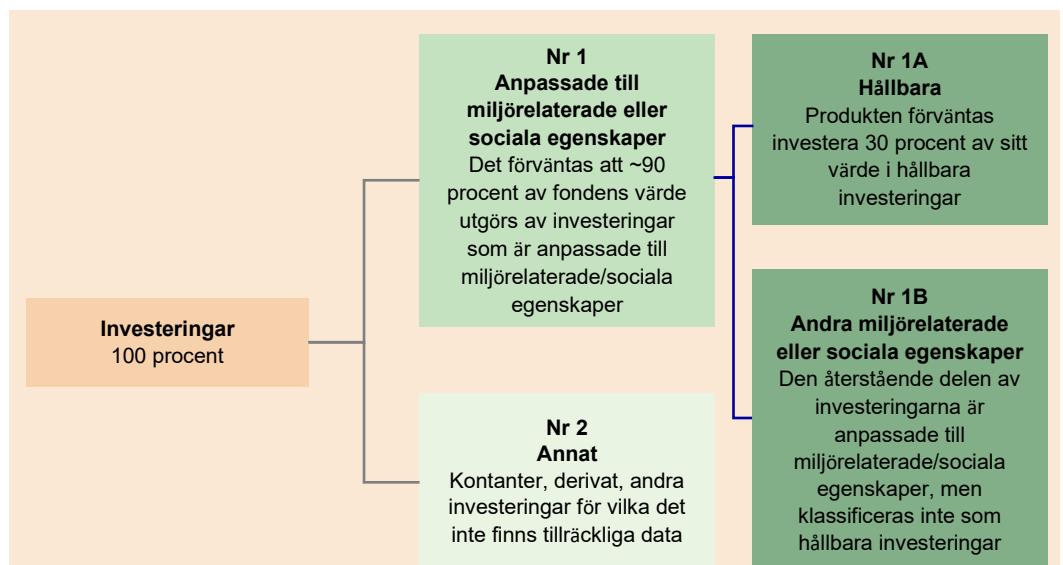 Investeringar
100 procent
Nr 1
Anpassade till
miljörelaterade eller
sociala egenskaper
Det förväntas att ~90
procent av fondens värde
utgörs av investeringar
som är anpassade till
miljörelaterade/sociala
egenskaper
Nr 2
Annat
Kontanter, derivat, andra
investeringar för vilka det
inte finns tillräckliga data
Nr 1A
Hållbara
Produkten förväntas
investera 30 procent av sitt
värde i hållbara
investeringar
Nr 1B
Andra miljörelaterade
eller sociala egenskaper
Den återstående delen av
investeringarna är
anpassade till
miljörelaterade/sociala
egenskaper, men
klassificeras inte som
hållbara investeringar